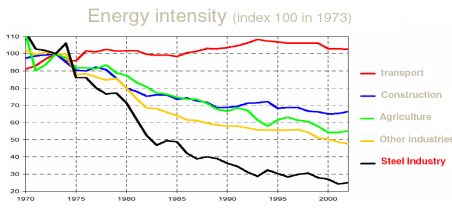 Energy intensity (index 100 in 1973)
110
100
90
80
70
60
50
40
30
20
1970 1975 1980 1985 1990 1995 2000
transport
Construction
Agriculture
Other industries
Steel Industry